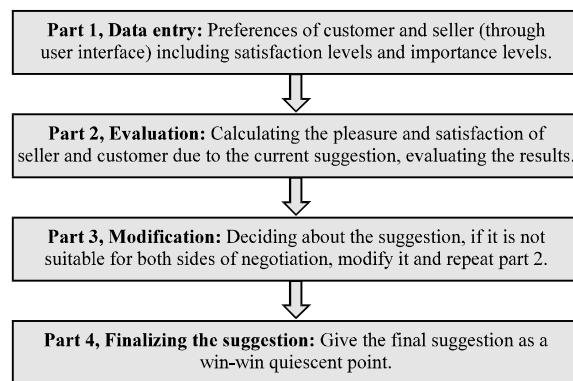 Part 1, Data entry: Preferences of customer and seller (through
user interface) including satisfaction levels and importance levels.
Part 2, Evaluation: Calculating the pleasure and satisfaction of
seller and customer due to the current suggestion, evaluating the results.
Part 3, Modification: Deciding about the suggestion, if it is not
suitable for both sides of negotiation, modify it and repeat part 2.
Part 4, Finalizing the suggestion: Give the final suggestion as a
win-win quiescent point.